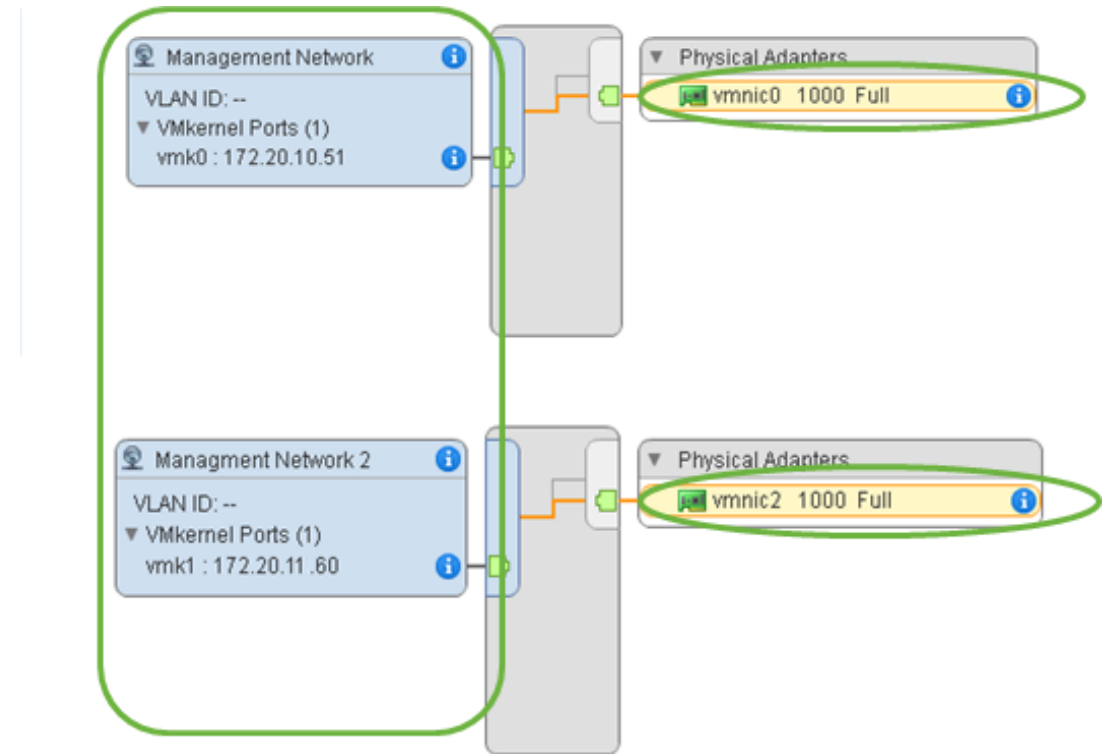 Management Network
VLAN ID: --
VMkernel Ports (1)
vmk0 : 172.20.10.51
Physical Adapters
vmnic0 1000 Full
Managment Network 2
VLAN ID: --
VMkernel Ports (1)
vmk1 : 172.20.11.60
Physical Adapters
vmnic2 1000 Full